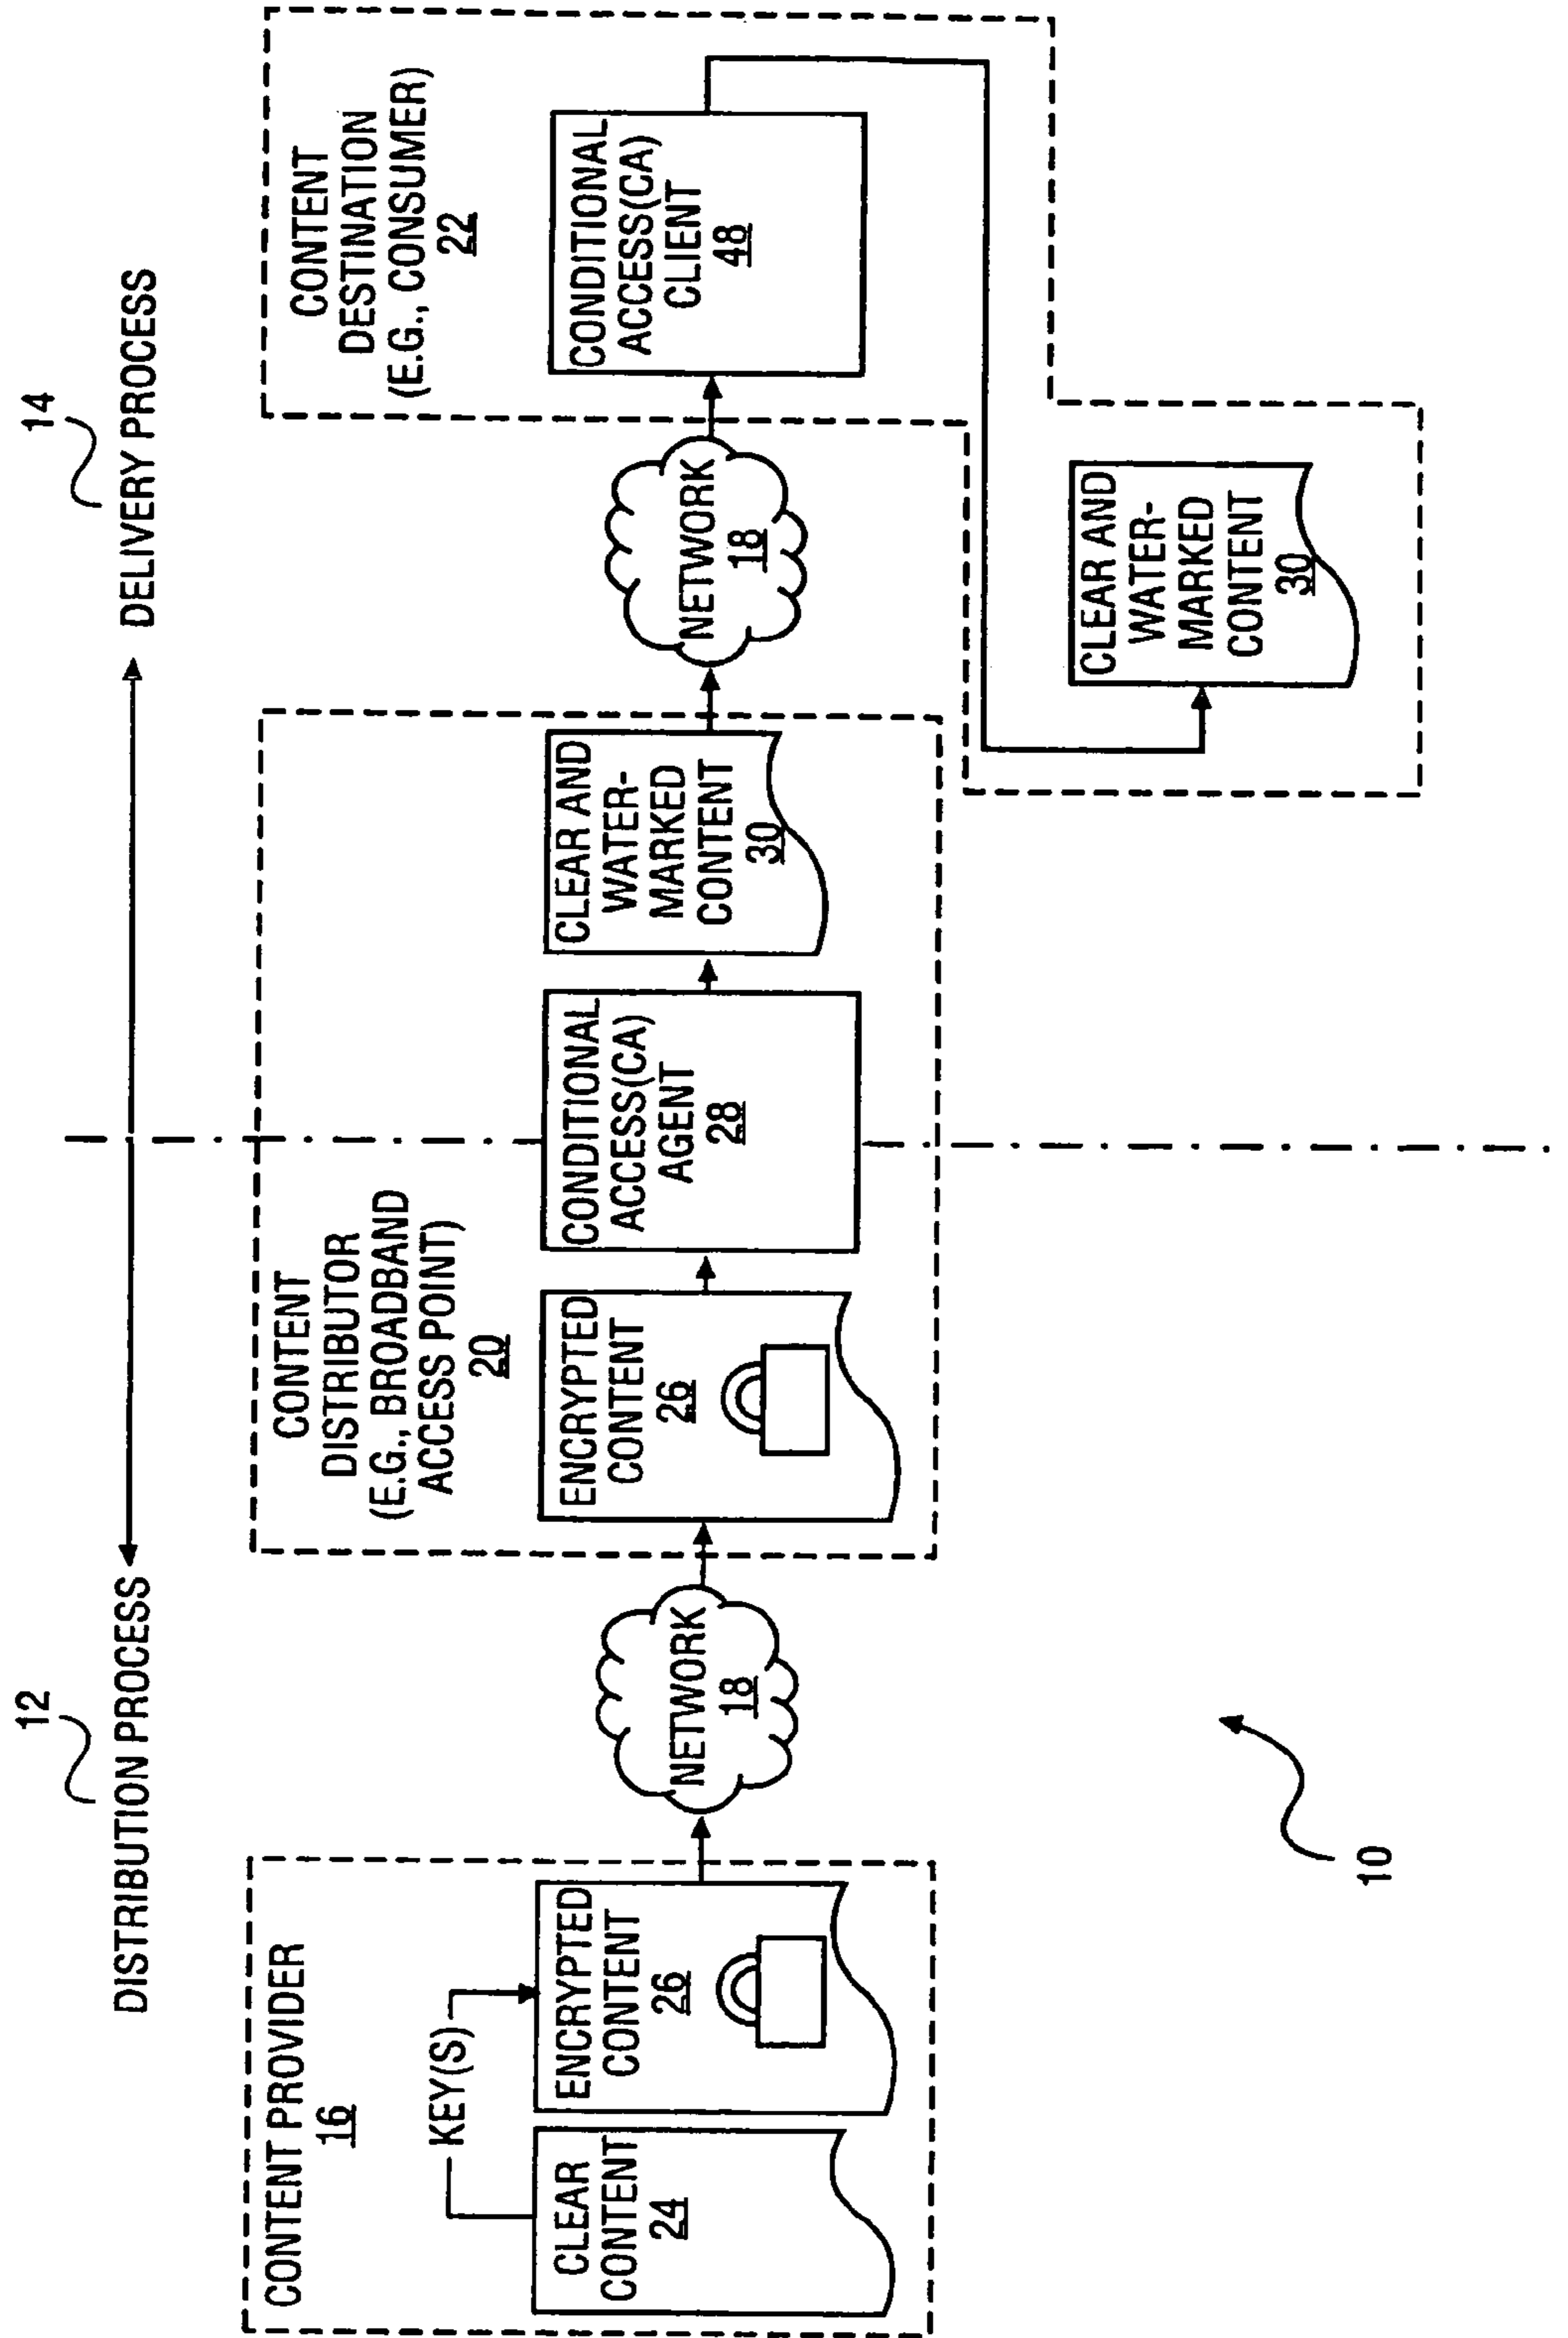 12
DISTRIBUTION PROCESS
14
DELIVERY PROCESS
CONTENT PROVIDER
16
KEY(S)
CLEAR
CONTENT
24
ENCRYPTED
CONTENT
26
NETWORK
18
CONTENT
DISTRIBUTOR
(E.G., BROADBAND
ACCESS POINT)
20
ENCRYPTED
CONTENT
26
CONDITIONAL
ACCESS(CA)
AGENT
28
CLEAR AND
WATER-
MARKED
CONTENT
30
NETWORK
18
CONTENT
DESTINATION
(E.G., CONSUMER)
22
CONDITIONAL
ACCESS(CA)
CLIENT
48
CLEAR AND
WATER-
MARKED
CONTENT
30
10